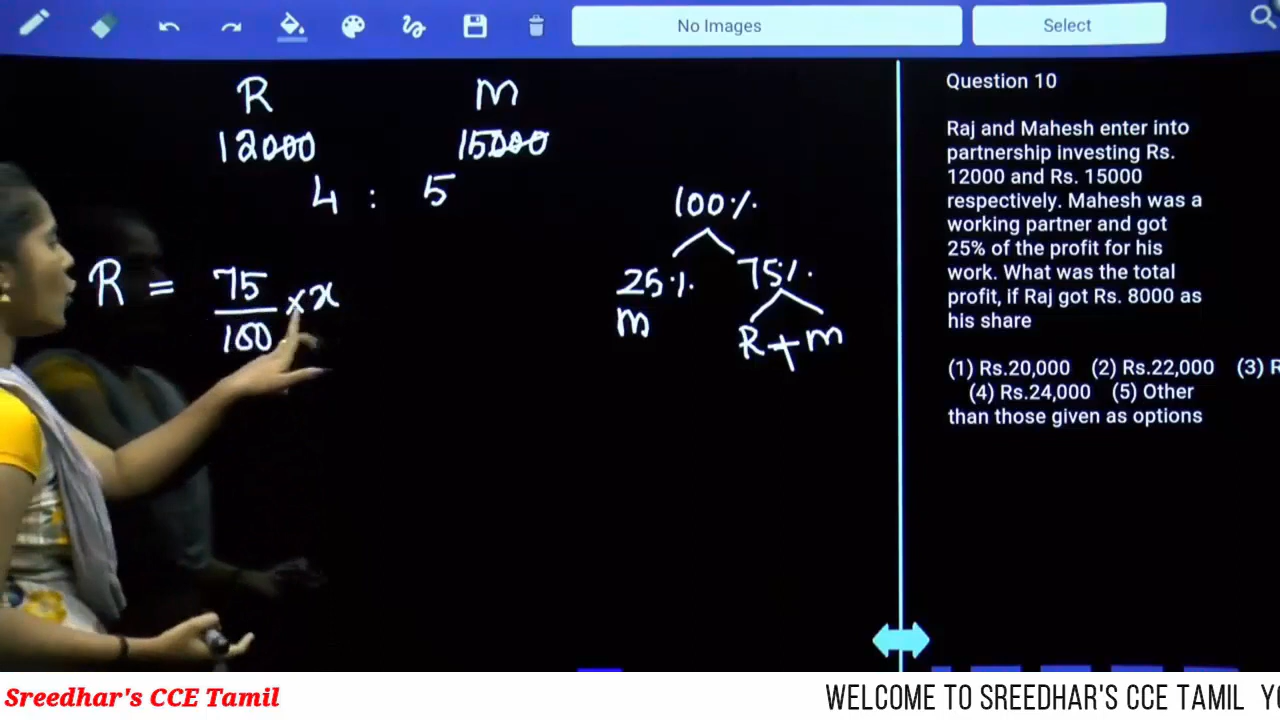 No Images
Select
R M
12000 15000
4 : 5
R = 75/100 × x
100%
25% 75%
M R + M
Question 10
Raj and Mahesh enter into
partnership investing Rs.
12000 and Rs. 15000
respectively. Mahesh was a
working partner and got
25% of the profit for his
work. What was the total
profit, if Raj got Rs. 8000 as
his share
(1) Rs.20,000 (2) Rs.22,000 (3) R
(4) Rs.24,000 (5) Other
than those given as options
Sreedhar's CCE Tamil
WELCOME TO SREEDHAR'S CCE TAMIL YO